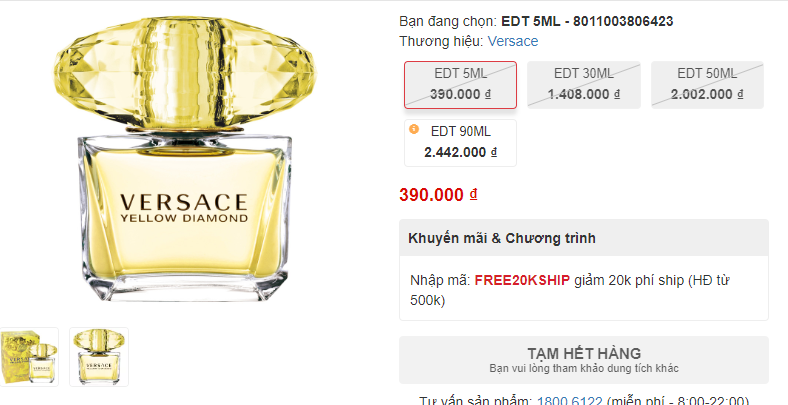 VERSACE
YELLOW DIAMOND
Bạn đang chọn: EDT 5ML - 8011003806423
Thương hiệu: Versace
EDT 5ML
390.000 ₫
EDT 30ML
1.408.000 ₫
EDT 50ML
2.002.000 ₫
EDT 90ML
2.442.000 ₫
390.000 ₫
Khuyến mãi & Chương trình
Nhập mã: FREE20KSHIP giảm 20k phí ship (HĐ từ
500k)
TẠM HẾT HÀNG
Bạn vui lòng tham khảo dung tích khác
Tư vấn sản phẩm: 1800 6122 (miễn phí - 8:00-22:00)
VERSACE
VERSACE